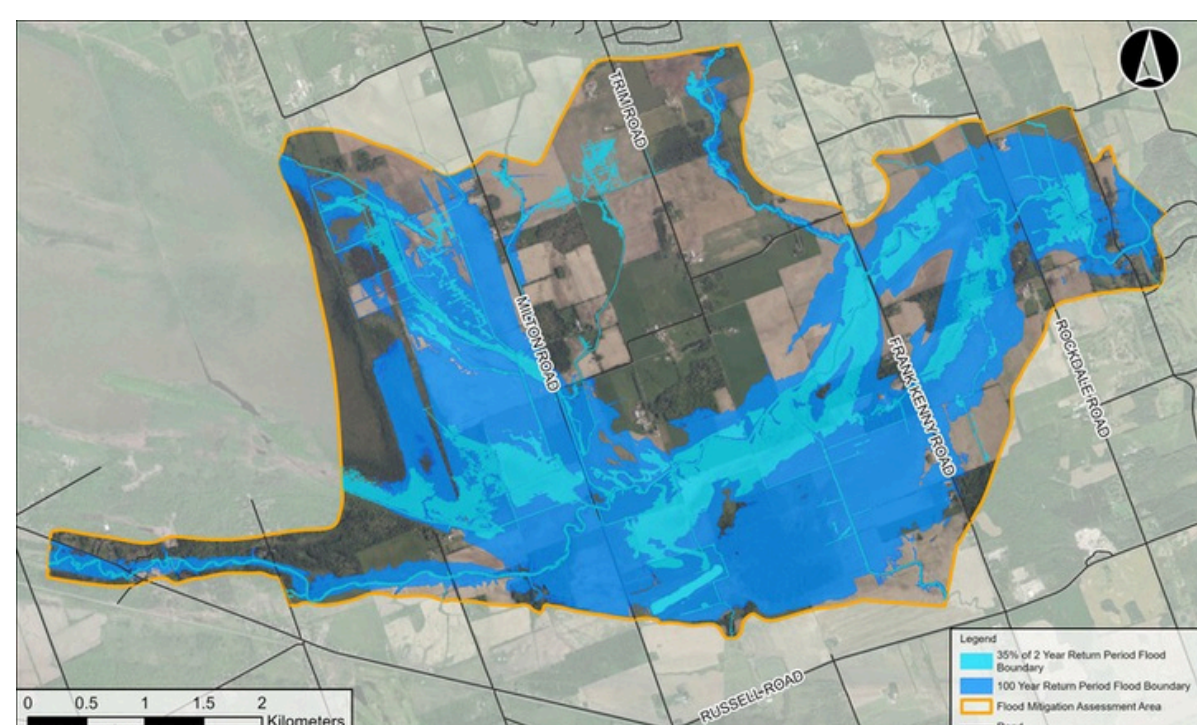 TRIM ROAD
MILTON ROAD
FRANK KENNY ROAD
ROCKDALE ROAD
RUSSELL ROAD
0 0.5 1 1.5 2
Kilometers
Legend
35% of 2 Year Return Period Flood
Boundary
100 Year Return Period Flood Boundary
Flood Mitigation Assessment Area
Road